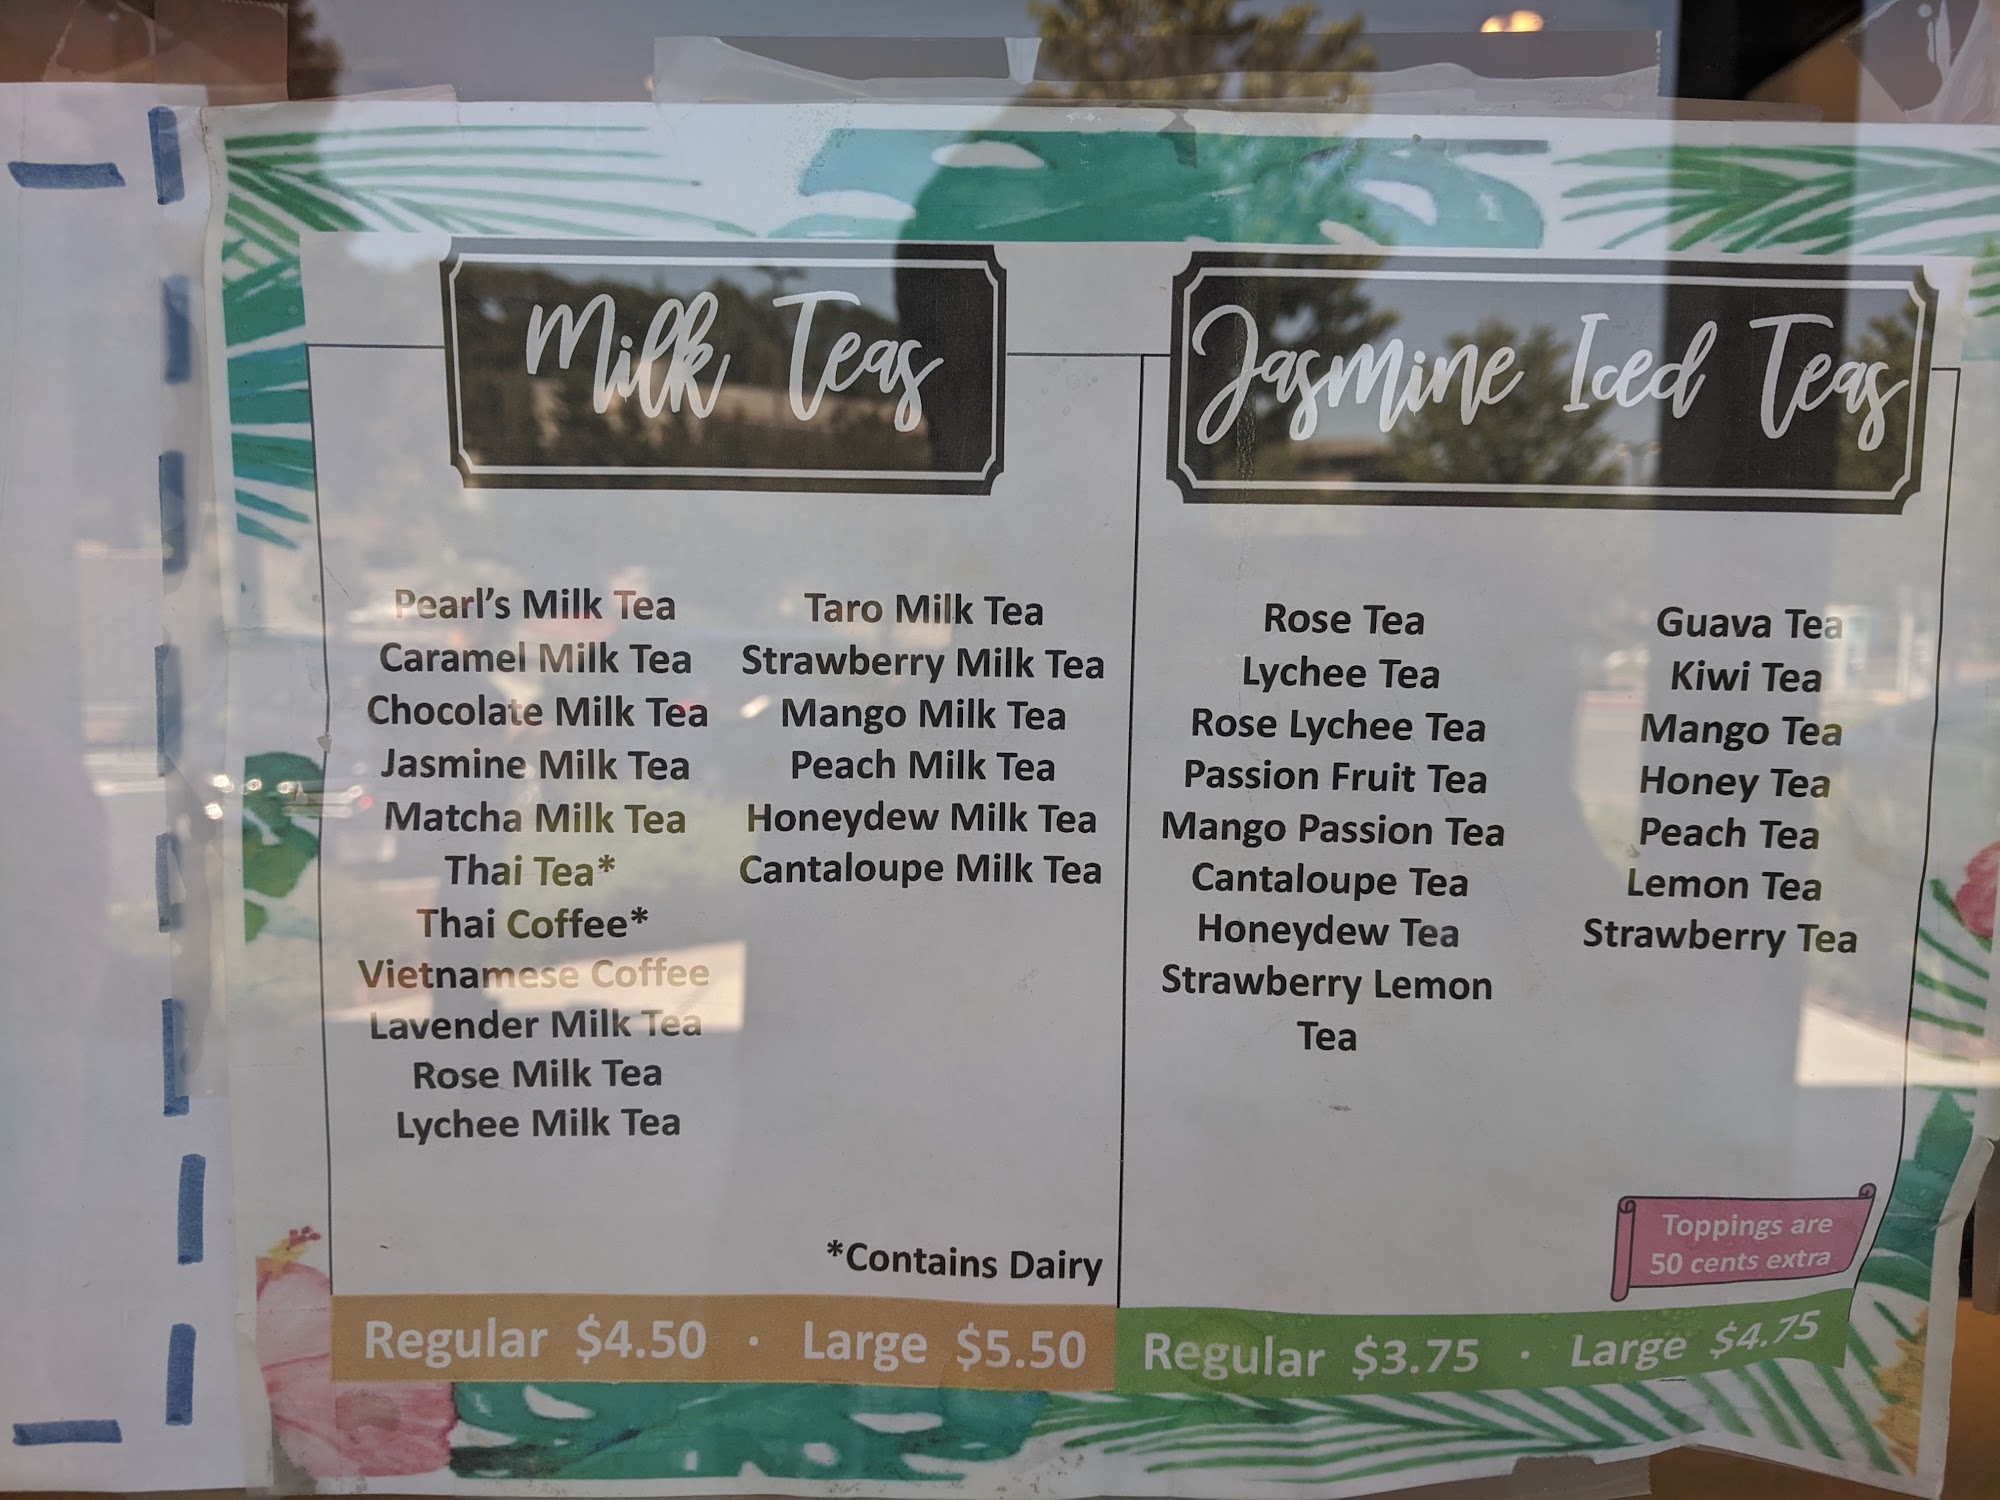 Milk Teas
Pearl's Milk Tea
Caramel Milk Tea
Chocolate Milk Tea
Jasmine Milk Tea
Matcha Milk Tea
Thai Tea*
Thai Coffee*
Vietnamese Coffee
Lavender Milk Tea
Rose Milk Tea
Lychee Milk Tea
Taro Milk Tea
Strawberry Milk Tea
Mango Milk Tea
Peach Milk Tea
Honeydew Milk Tea
Cantaloupe Milk Tea
*Contains Dairy
Regular $4.50 · Large $5.50
Jasmine Iced Teas
Rose Tea
Lychee Tea
Rose Lychee Tea
Passion Fruit Tea
Mango Passion Tea
Cantaloupe Tea
Honeydew Tea
Strawberry Lemon
Tea
Guava Tea
Kiwi Tea
Mango Tea
Honey Tea
Peach Tea
Lemon Tea
Strawberry Tea
Toppings are
50 cents extra
Regular $3.75 · Large $4.75